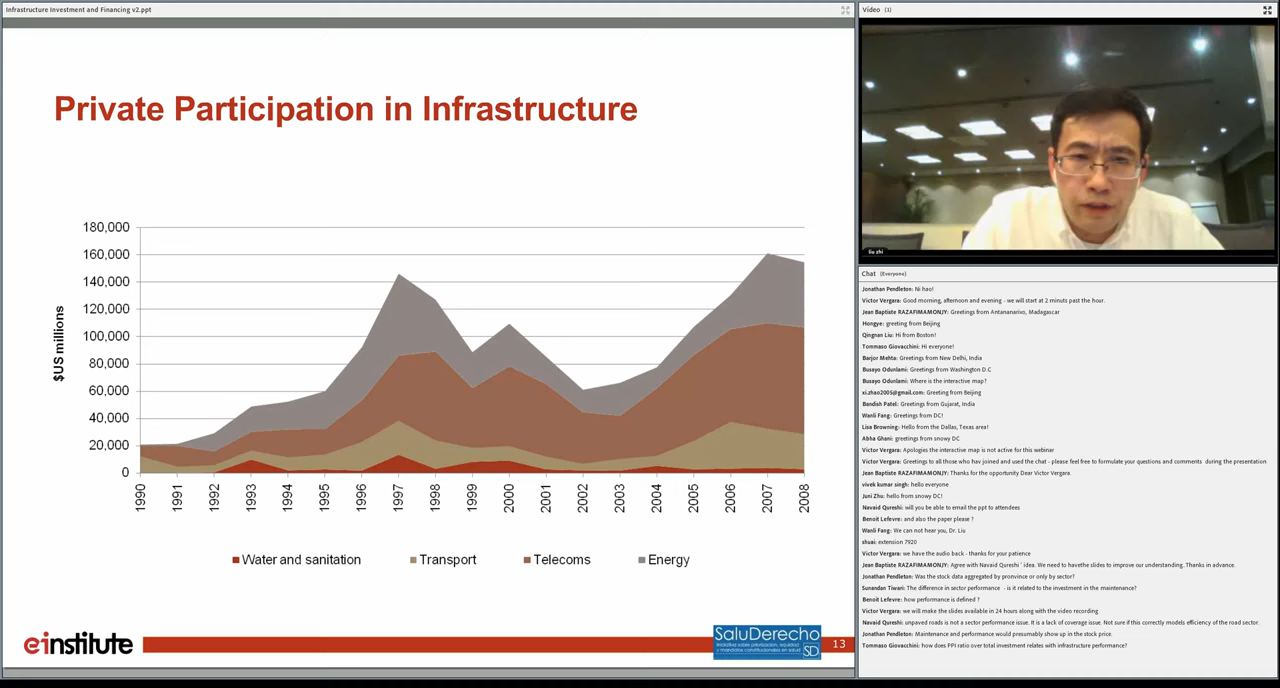 Infrastructure Investment and Financing v2.ppt
Private Participation in Infrastructure
$US millions
180,000
160,000
140,000
120,000
100,000
80,000
60,000
40,000
20,000
0
1990 1991 1992 1993 1994 1995 1996 1997 1998 1999 2000 2001 2002 2003 2004 2005 2006 2007 2008
Water and sanitation Transport Telecoms Energy
einstitute
SaluDerecho
Iniciativa sobre priorización, equidad
y mandatos constitucionales en salud
SD
13
Video (3)
liu zhi
Chat (Everyone)
Jonathan Pendleton: Ni hao!
Victor Vergara: Good morning, afternoon and evening - we will start at 2 minuts past the hour.
Jean Baptiste RAZAFIMAMONJY: Greetings from Antananarivo, Madagascar
Hongye: greeting from Beijing
Qingnan Liu: Hi from Boston!
Tommaso Giovacchini: Hi everyone!
Barjor Mehta: Greetings from New Delhi, India
Busayo Odunlami: Greetings from Washington D.C
Busayo Odunlami: Where is the interactive map?
xi.zhao2005@gmail.com: Greeting from Beijing
Bandish Patel: Greetings from Gujarat, India
Wanli Fang: Greetings from DC!
Lisa Browning: Hello from the Dallas, Texas area!
Abha Ghani: greetings from snowy DC
Victor Vergara: Apologies the interactive map is not active for this webinar
Victor Vergara: Greetings to all those who hav joined and used the chat - please feel free to formulate your questions and comments during the presentation
Jean Baptiste RAZAFIMAMONJY: Thanks for the opportunity Dear Victor Vergara.
vivek kumar singh: hello everyone
Juni Zhu: hello from snowy DC!
Navaid Qureshi: will you be able to email the ppt to attendees
Benoit Lefevre: and also the paper please ?
Wanli Fang: We can not hear you, Dr. Liu
shuai: extension 7920
Victor Vergara: we have the audio back - thanks for your patience
Jean Baptiste RAZAFIMAMONJY: Agree with Navaid Qureshi ' idea. We need to havethe slides to improve our understanding. Thanks in advance.
Jonathan Pendleton: Was the stock data aggregated by pronvince or only by sector?
Sunandan Tiwari: The difference in sector performance - is it related to the investment in the maintenance?
Benoit Lefevre: how performance is defined ?
Victor Vergara: we will make the slides available in 24 hours along with the video recording
Navaid Qureshi: unpaved roads is not a sector performance issue. It is a lack of coverage issue. Not sure if this correctly models efficiency of the road sector.
Jonathan Pendleton: Maintenance and performance would presumably show up in the stock price.
Tommaso Giovacchini: how does PPI ratio over total investment relates with infrastructure performance?